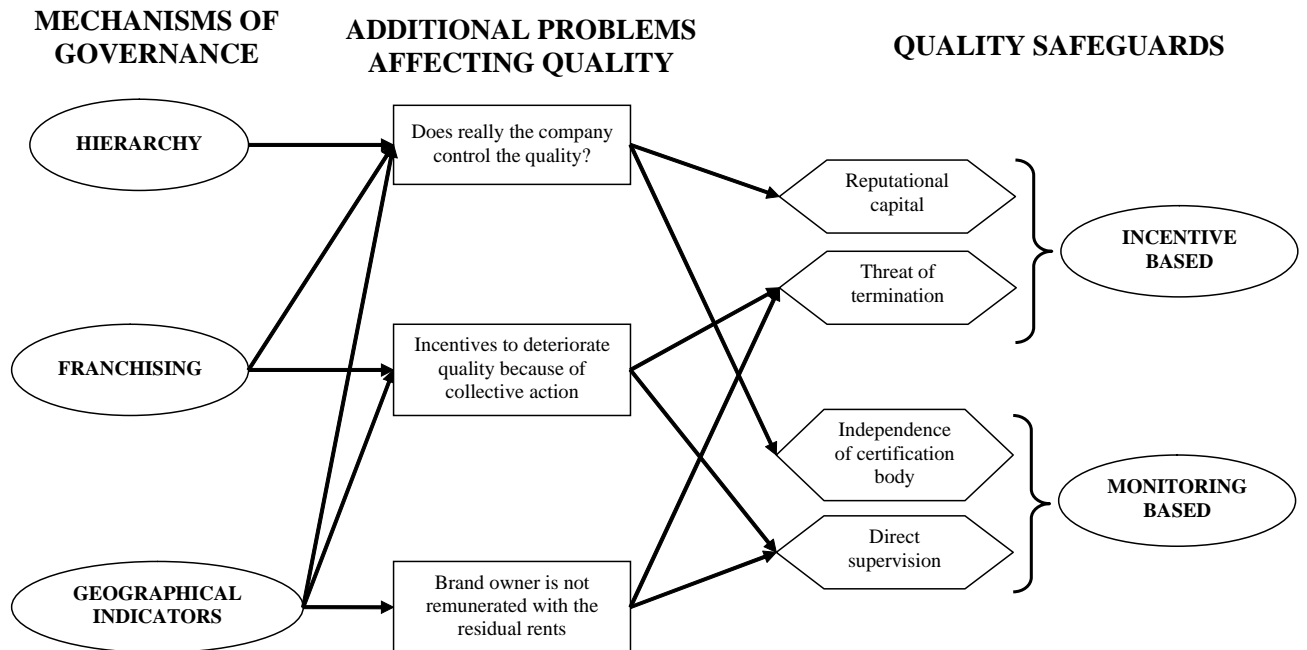 MECHANISMS OF
GOVERNANCE
ADDITIONAL PROBLEMS
AFFECTING QUALITY
QUALITY SAFEGUARDS
HIERARCHY
FRANCHISING
GEOGRAPHICAL
INDICATORS
Does really the company
control the quality?
Incentives to deteriorate
quality because of
collective action
Brand owner is not
remunerated with the
residual rents
Reputational
capital
Threat of
termination
Independence
of certification
body
Direct
supervision
INCENTIVE
BASED
MONITORING
BASED